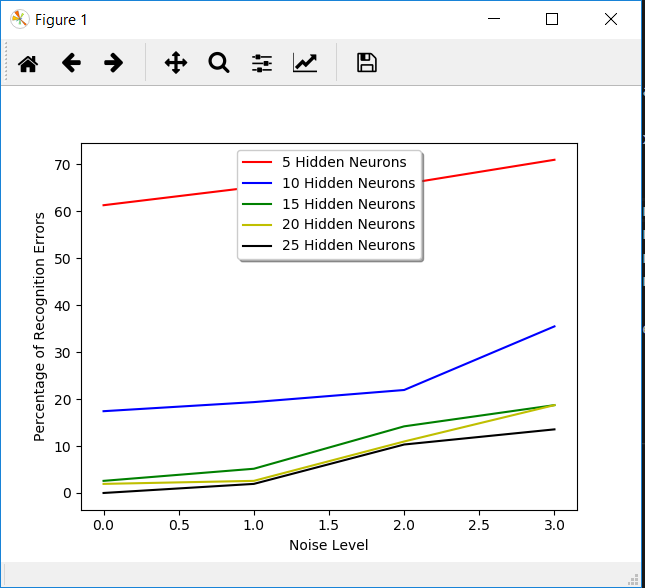 Figure 1
5 Hidden Neurons
10 Hidden Neurons
15 Hidden Neurons
20 Hidden Neurons
25 Hidden Neurons
Percentage of Recognition Errors
70
60
50
40
30
20
10
0
0.0 0.5 1.0 1.5 2.0 2.5 3.0
Noise Level